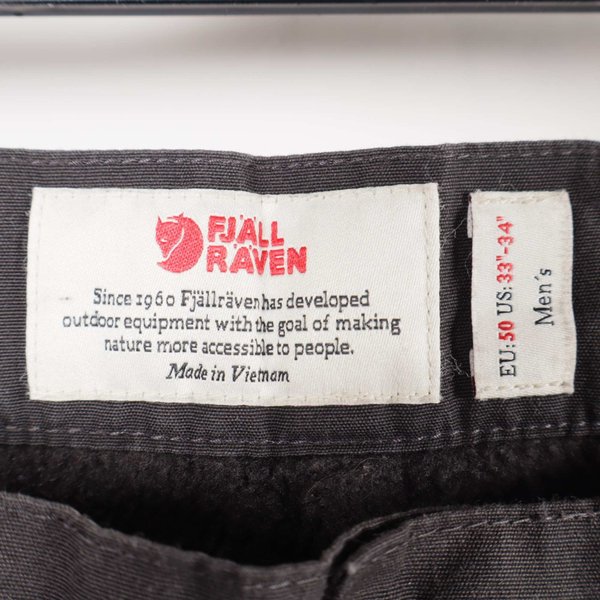 FJÄLL
RÄVEN
Since 1960 Fjällräven has developed
outdoor equipment with the goal of making
nature more accessible to people.
Made in Vietnam
EU:50 US:33"-34"
Men´s